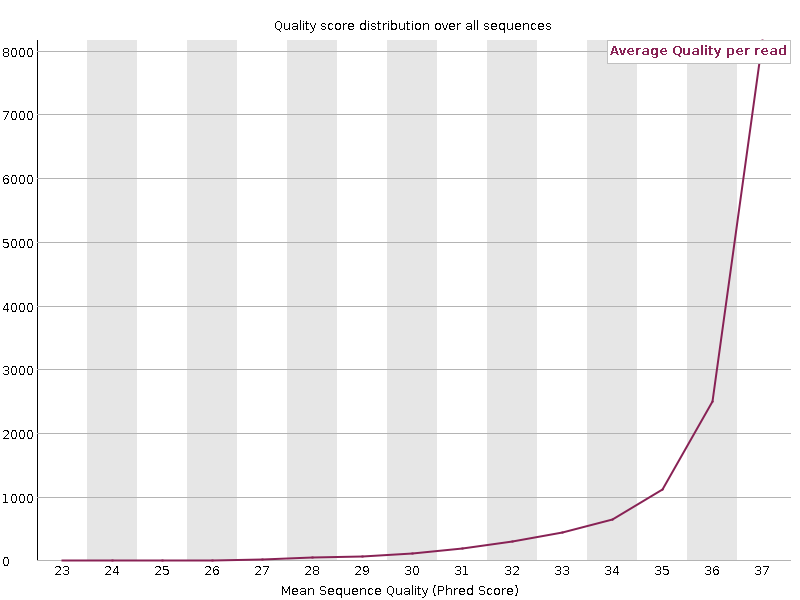 Quality score distribution over all sequences
Average Quality per read
8000
7000
6000
5000
4000
3000
2000
1000
0
23 24 25 26 27 28 29 30 31 32 33 34 35 36 37
Mean Sequence Quality (Phred Score)